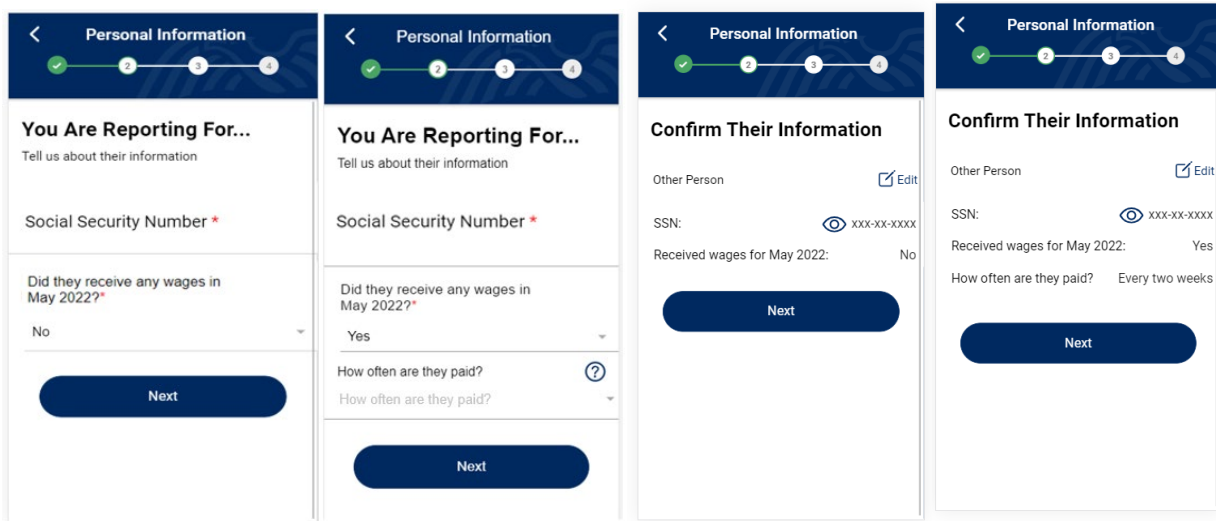 Personal Information
2 3 4
You Are Reporting For...
Tell us about their information
Social Security Number *
Did they receive any wages in
May 2022?*
No
Next
Personal Information
2 3 4
You Are Reporting For...
Tell us about their information
Social Security Number *
Did they receive any wages in
May 2022?*
Yes
How often are they paid? ?
How often are they paid?
Next
Personal Information
2 3 4
Confirm Their Information
Other Person Edit
SSN: xxx-xx-xxxx
Received wages for May 2022: No
Next
Personal Information
2 3 4
Confirm Their Information
Other Person Edit
SSN: xxx-xx-xxxx
Received wages for May 2022: Yes
How often are they paid? Every two weeks
Next